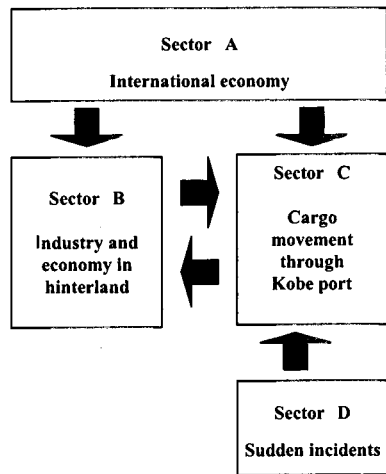 Sector A
International economy
Sector B
Industry and
economy in
hinterland
Sector C
Cargo
movement
through
Kobe port
Sector D
Sudden incidents